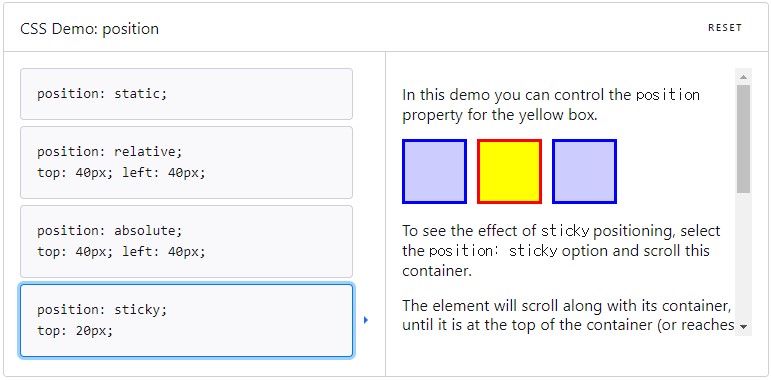 CSS Demo: position
RESET
position: static;
position: relative;
top: 40px; left: 40px;
position: absolute;
top: 40px; left: 40px;
position: sticky;
top: 20px;
In this demo you can control the position
property for the yellow box.
To see the effect of sticky positioning, select
the position: sticky option and scroll this
container.
The element will scroll along with its container,
until it is at the top of the container (or reaches